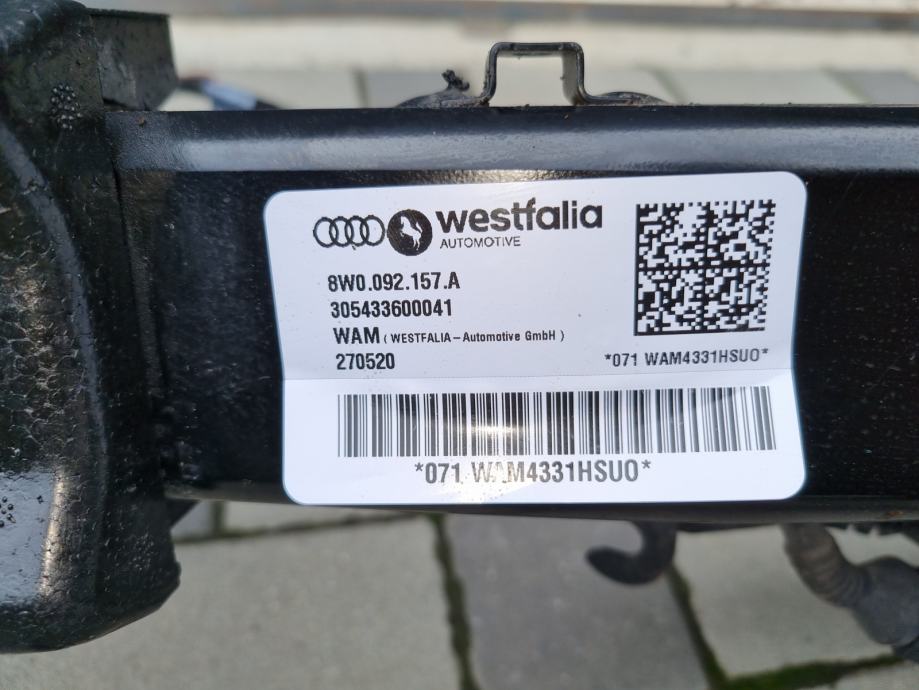 westfalia
AUTOMOTIVE
8W0.092.157.A
305433600041
WAM ( WESTFALIA-Automotive GmbH )
270520
*071 WAM4331HSUO*
*071 WAM4331HSUO*